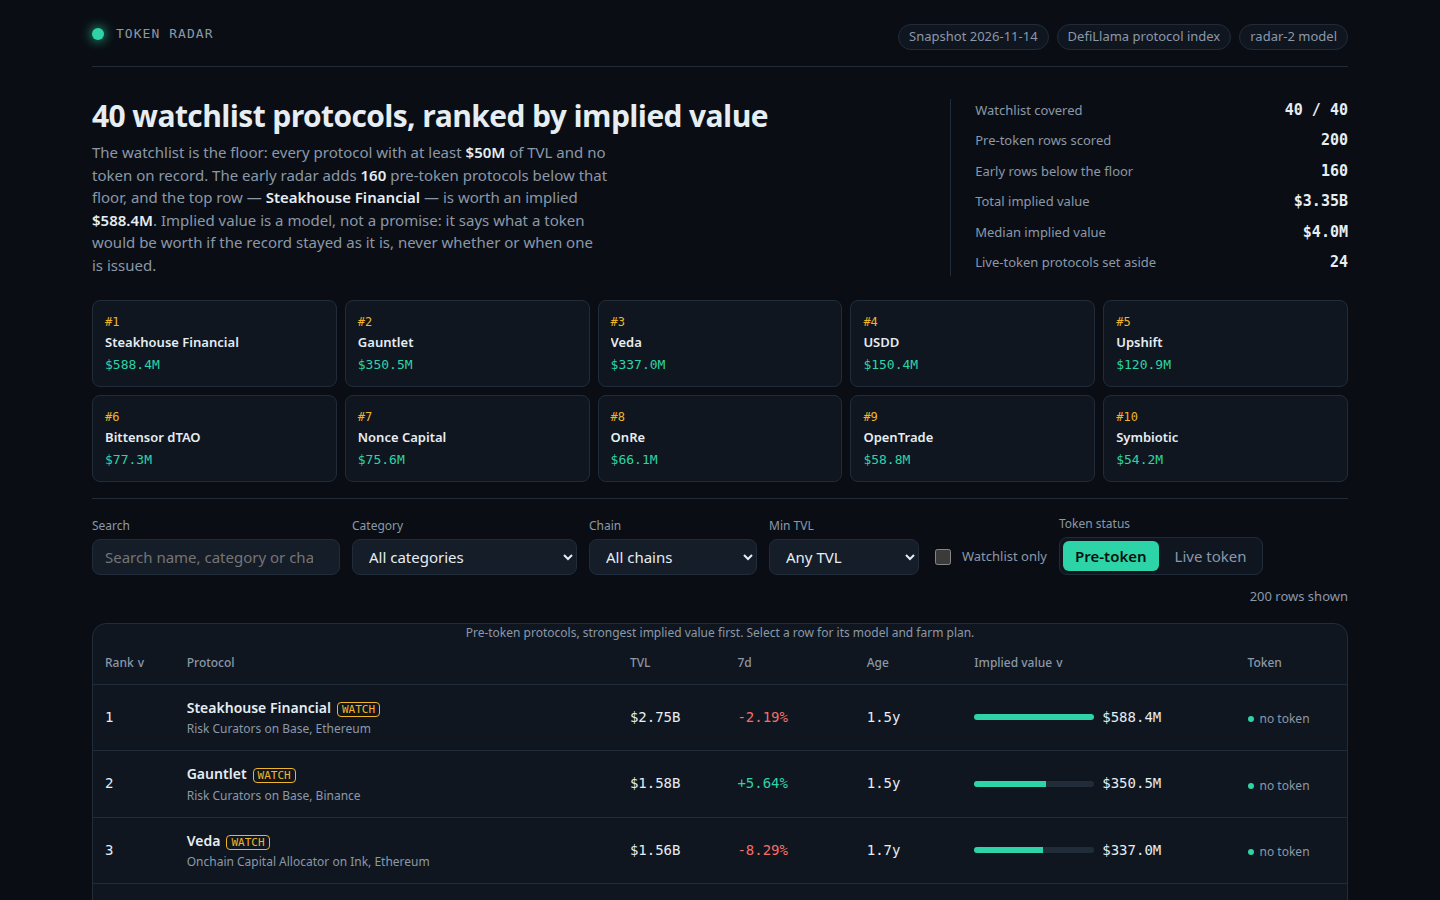 TOKEN RADAR
Snapshot 2026-11-14
DefiLlama protocol index
radar-2 model
40 watchlist protocols, ranked by implied value
The watchlist is the floor: every protocol with at least $50M of TVL and no
token on record. The early radar adds 160 pre-token protocols below that
floor, and the top row — Steakhouse Financial — is worth an implied
$588.4M. Implied value is a model, not a promise: it says what a token
would be worth if the record stayed as it is, never whether or when one
is issued.
Watchlist covered 40 / 40
Pre-token rows scored 200
Early rows below the floor 160
Total implied value $3.35B
Median implied value $4.0M
Live-token protocols set aside 24
#1
Steakhouse Financial
$588.4M
#2
Gauntlet
$350.5M
#3
Veda
$337.0M
#4
USDD
$150.4M
#5
Upshift
$120.9M
#6
Bittensor dTAO
$77.3M
#7
Nonce Capital
$75.6M
#8
OnRe
$66.1M
#9
OpenTrade
$58.8M
#10
Symbiotic
$54.2M
Search
Search name, category or cha
Category
All categories
Chain
All chains
Min TVL
Any TVL
Watchlist only
Token status
Pre-token
Live token
200 rows shown
Pre-token protocols, strongest implied value first. Select a row for its model and farm plan.
Rank v Protocol TVL 7d Age Implied value v Token
1 Steakhouse Financial WATCH $2.75B -2.19% 1.5y $588.4M no token
Risk Curators on Base, Ethereum
2 Gauntlet WATCH $1.58B +5.64% 1.5y $350.5M no token
Risk Curators on Base, Binance
3 Veda WATCH $1.56B -8.29% 1.7y $337.0M no token
Onchain Capital Allocator on Ink, Ethereum